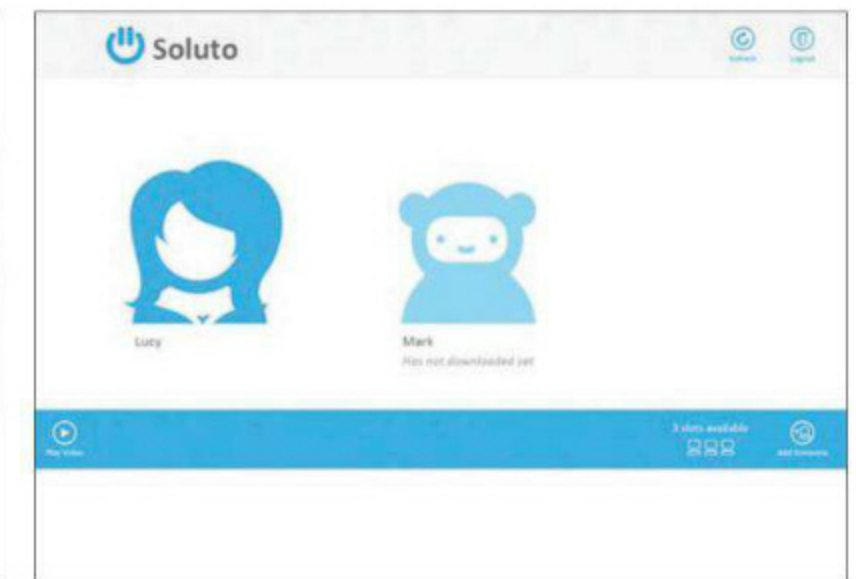 Soluto
Refresh
Logout
Lucy
Mark
Has not downloaded yet
Play Video
3 slots available
Add Someone